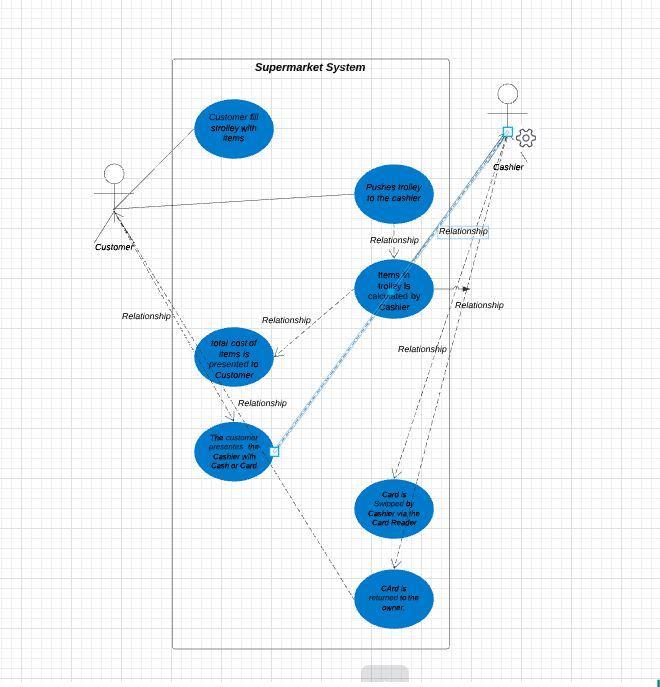 Supermarket System
Customer fill
strolley with
items
Cashier
Pushes trolley
to the cashier
Customer
Relationship
Relationship
Items in
trolley is
calculated by
Cashier
Relationship
Relationship
Relationship
Total cost of
items is
presented to
Customer
Relationship
Relationship
The customer
presentes the
Cashier with
Cash or Card
Card is
Swipped by
Cashier via the
Card Reader
CArd is
returned to the
owner.